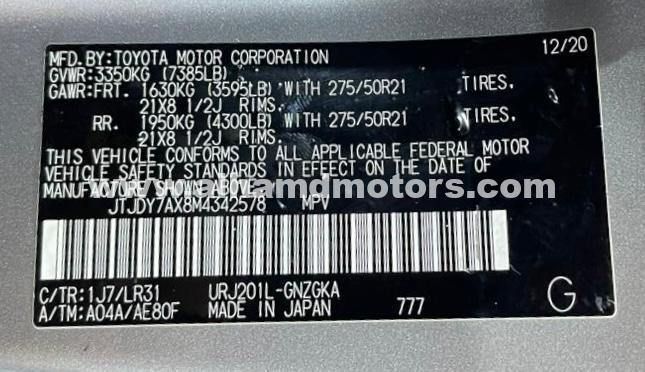 MFD.BY:TOYOTA MOTOR CORPORATION 12/20
GVWR:3350KG (7385LB)
GAWR:FRT. 1630KG (3595LB) WITH 275/50R21 TIRES.
21X8 1/2J RIMS.
RR. 1950KG (4300LB) WITH 275/50R21 TIRES.
21X8 1/2J RIMS.
THIS VEHICLE CONFORMS TO ALL APPLICABLE FEDERAL MOTOR
VEHICLE SAFETY STANDARDS IN EFFECT ON THE DATE OF
MANUFACTURE SHOWN ABOVE.
JTJDY7AX8M4342578 MPV
C/TR:1J7/LR31 URJ201L-GNZGKA
A/TM:A04A/AE80F MADE IN JAPAN 777 G